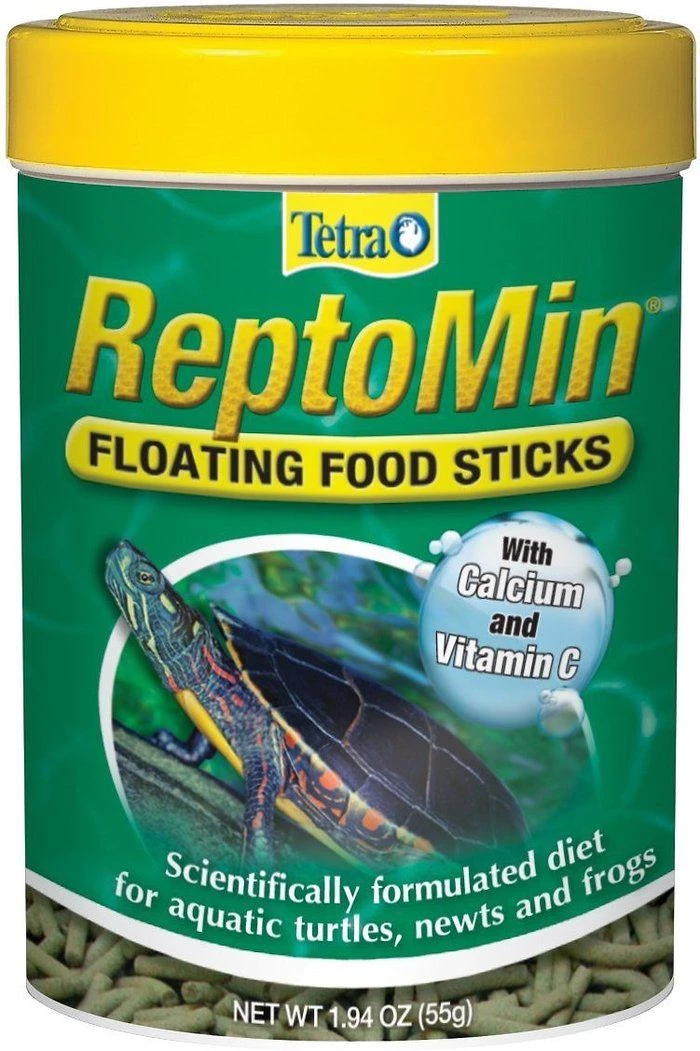 Tetra
ReptoMin®
FLOATING FOOD STICKS
With
Calcium
and
Vitamin C
Scientifically formulated diet
for aquatic turtles, newts and frogs
NET WT 1.94 OZ (55g)